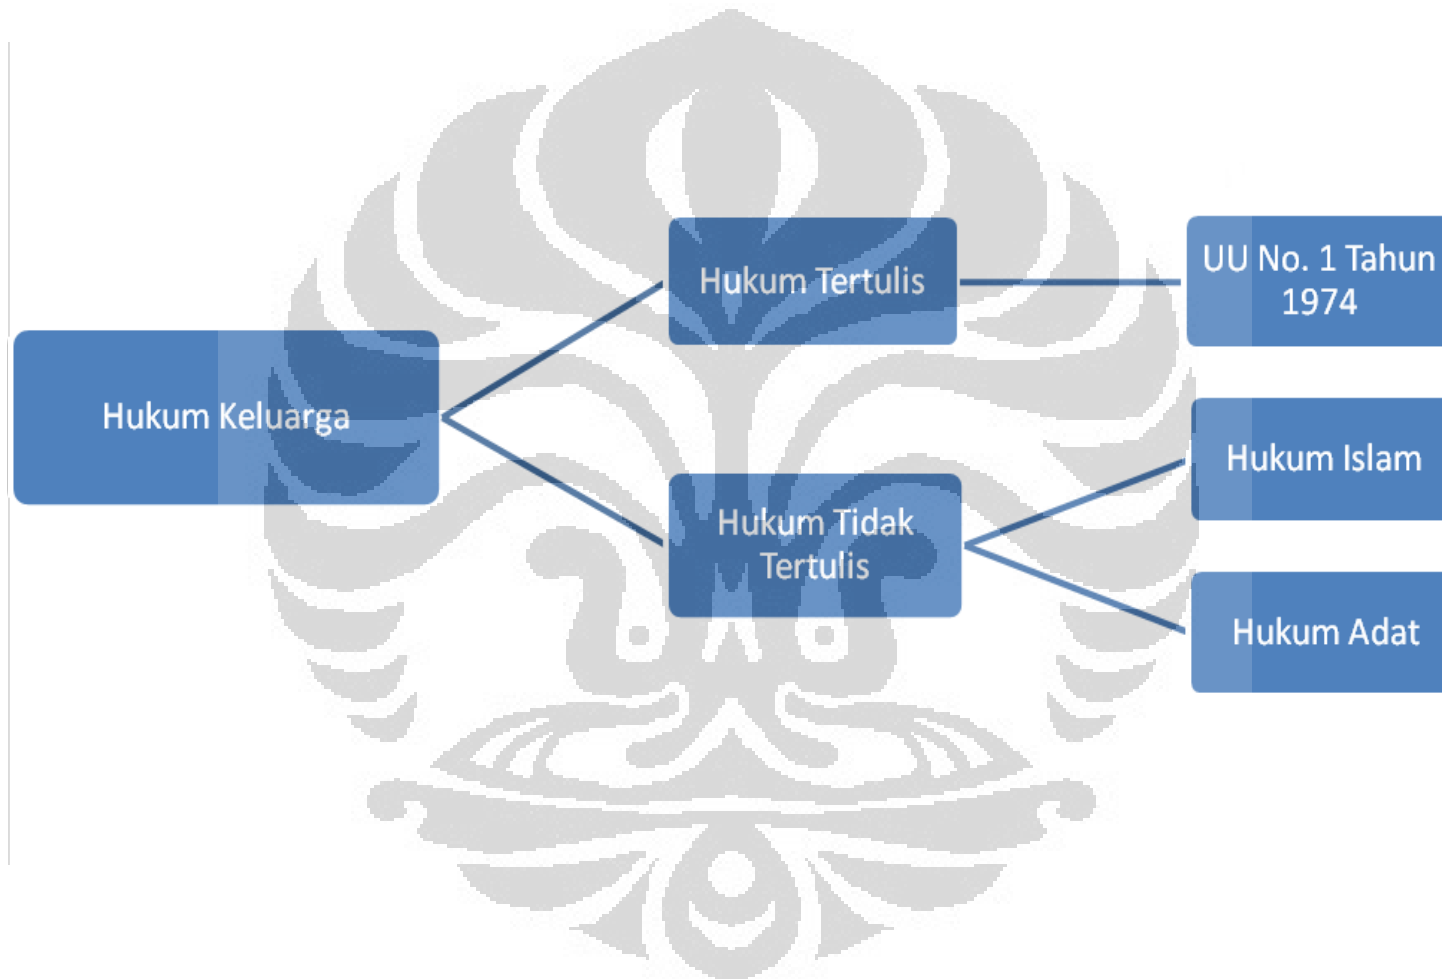 Hukum Keluarga
Hukum Tertulis
UU No. 1 Tahun
1974
Hukum Tidak
Tertulis
Hukum Islam
Hukum Adat